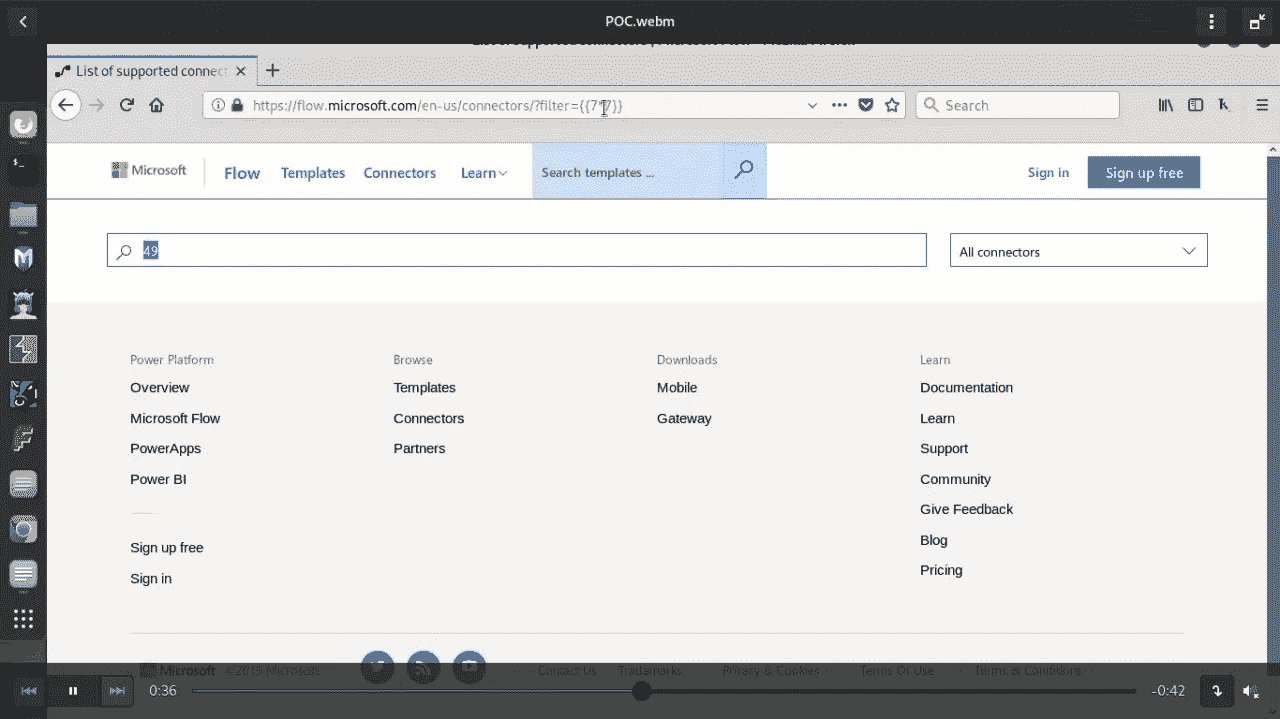 POC.webm
List of supported connect
https://flow.microsoft.com/en-us/connectors/?filter={{7*7}}
Search
Microsoft
Flow
Templates
Connectors
Learn
Search templates ...
Sign in
Sign up free
49
All connectors
Power Platform
Overview
Microsoft Flow
PowerApps
Power BI
Sign up free
Sign in
Browse
Templates
Connectors
Partners
Downloads
Mobile
Gateway
Learn
Documentation
Learn
Support
Community
Give Feedback
Blog
Pricing
Microsoft ©2019 Microsoft
Contact Us
Trademarks
Privacy & Cookies
Terms Of Use
Terms & Conditions
0:36
-0:42